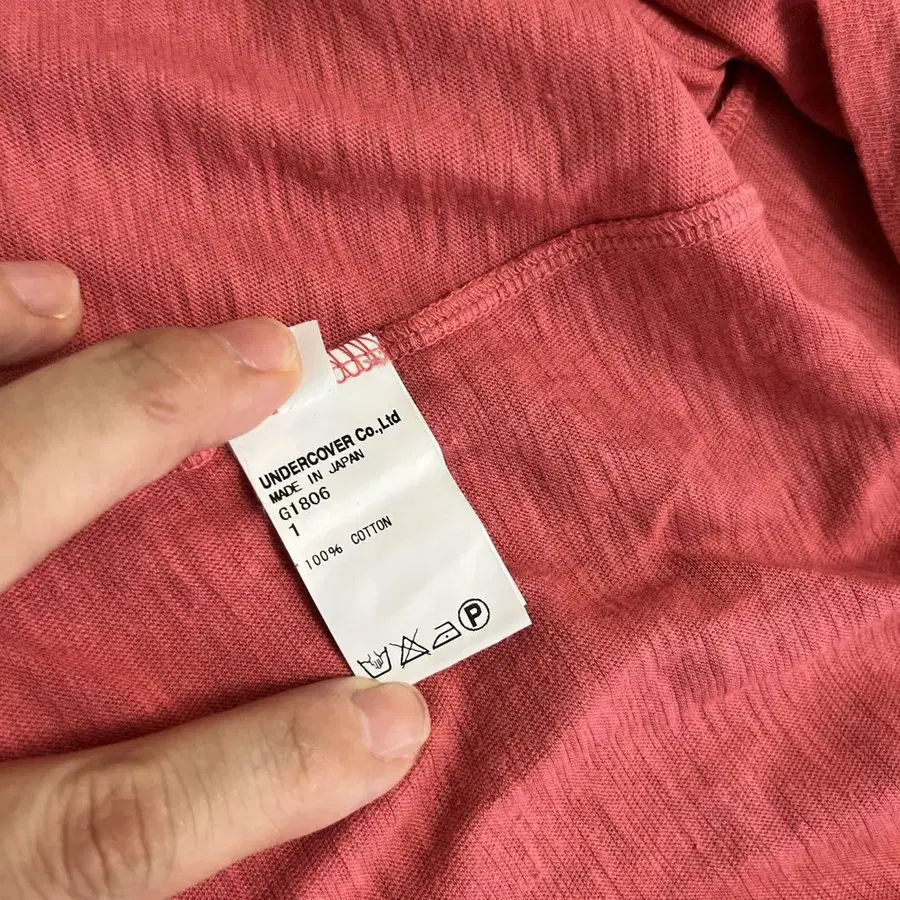 UNDERCOVER Co.,Ltd
MADE IN JAPAN
G1806
1
100% COTTON
P